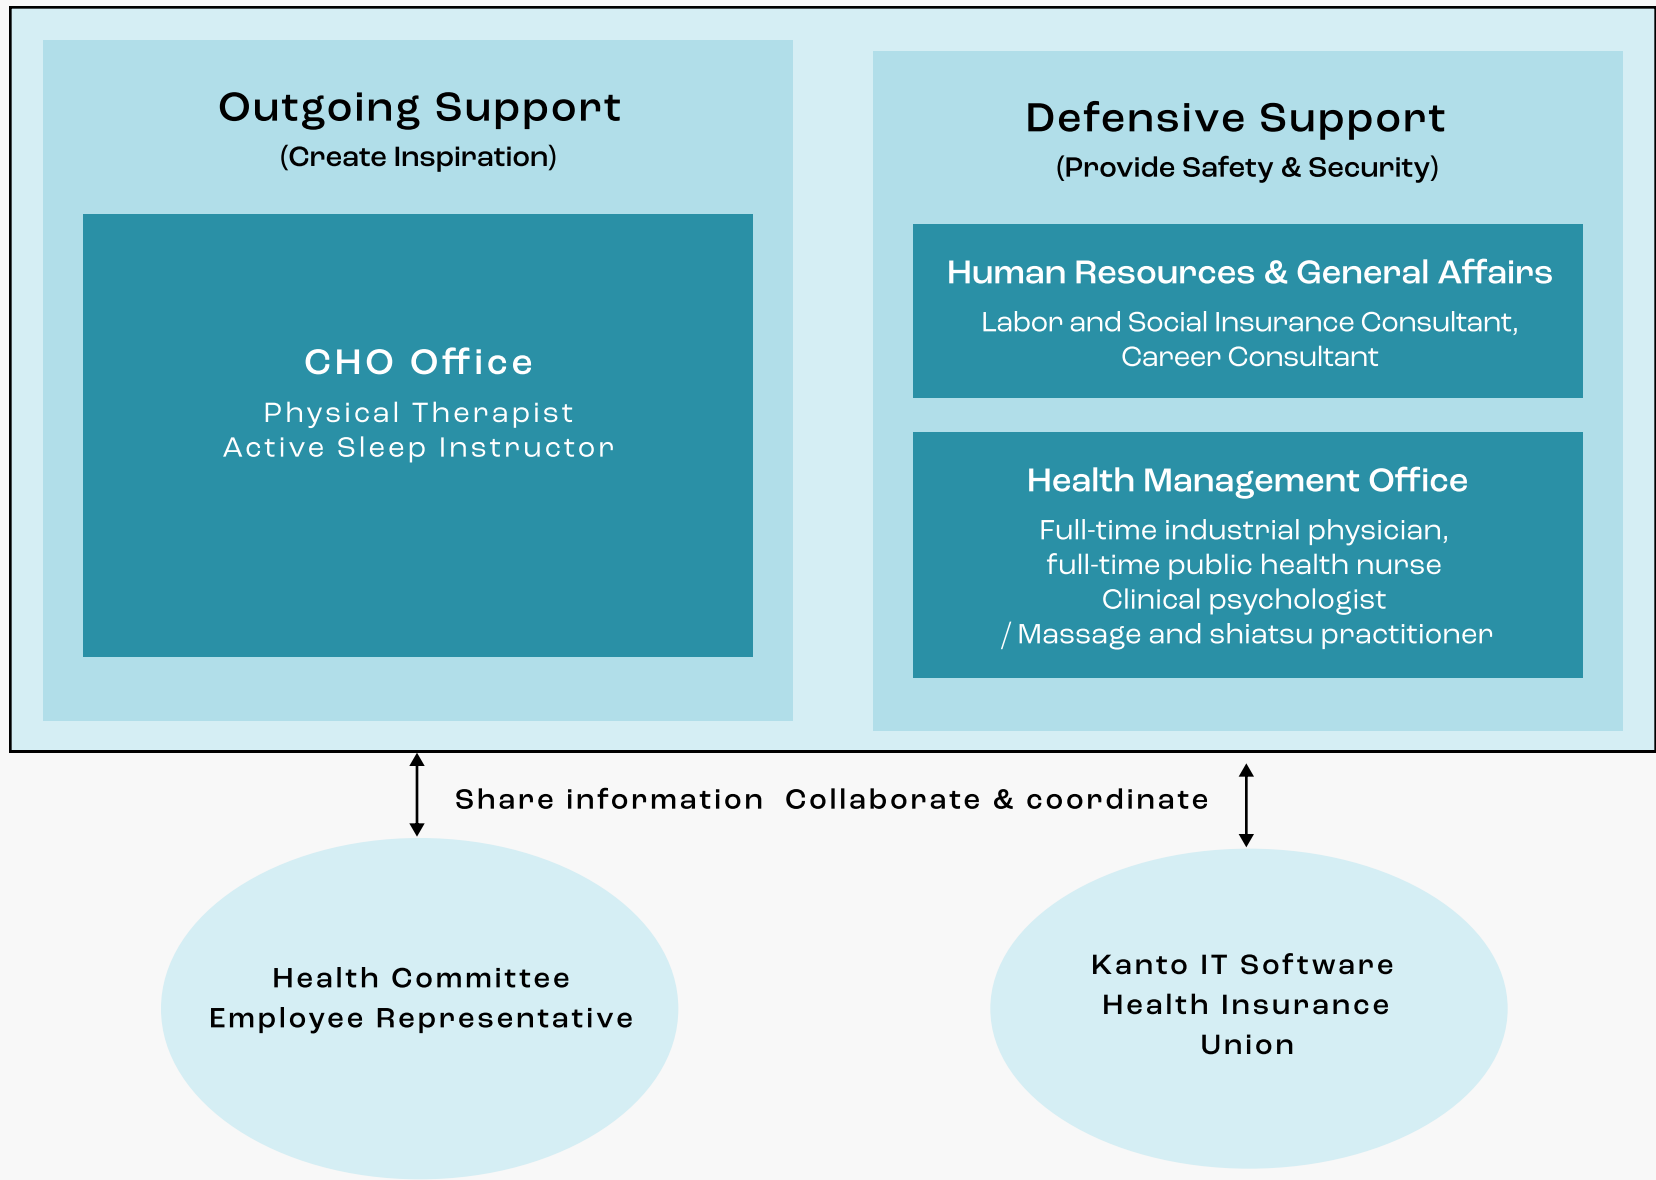 Outgoing Support
(Create Inspiration)
CHO Office
Physical Therapist
Active Sleep Instructor
Defensive Support
(Provide Safety & Security)
Human Resources & General Affairs
Labor and Social Insurance Consultant,
Career Consultant
Health Management Office
Full-time industrial physician,
full-time public health nurse
Clinical psychologist
/ Massage and shiatsu practitioner
Share information  Collaborate & coordinate
Health Committee
Employee Representative
Kanto IT Software
Health Insurance
Union